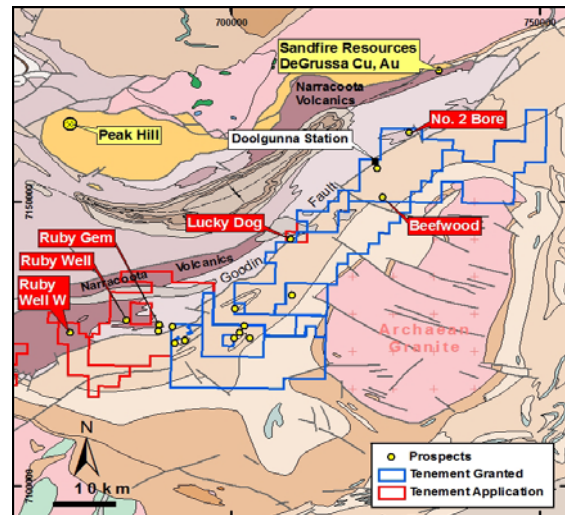 700000
750000
Sandfire Resources
DeGrussa Cu, Au
Narracoota
Volcanics
No. 2 Bore
Peak Hill
Doolgunna Station
7150000
Fault
Lucky Dog
Beefwood
Ruby Gem
Ruby Well
Ruby
Well W
Narracoota
Volcanics
Goodin
Archaean
Granite
N
10 km
7100000
Prospects
Tenement Granted
Tenement Application